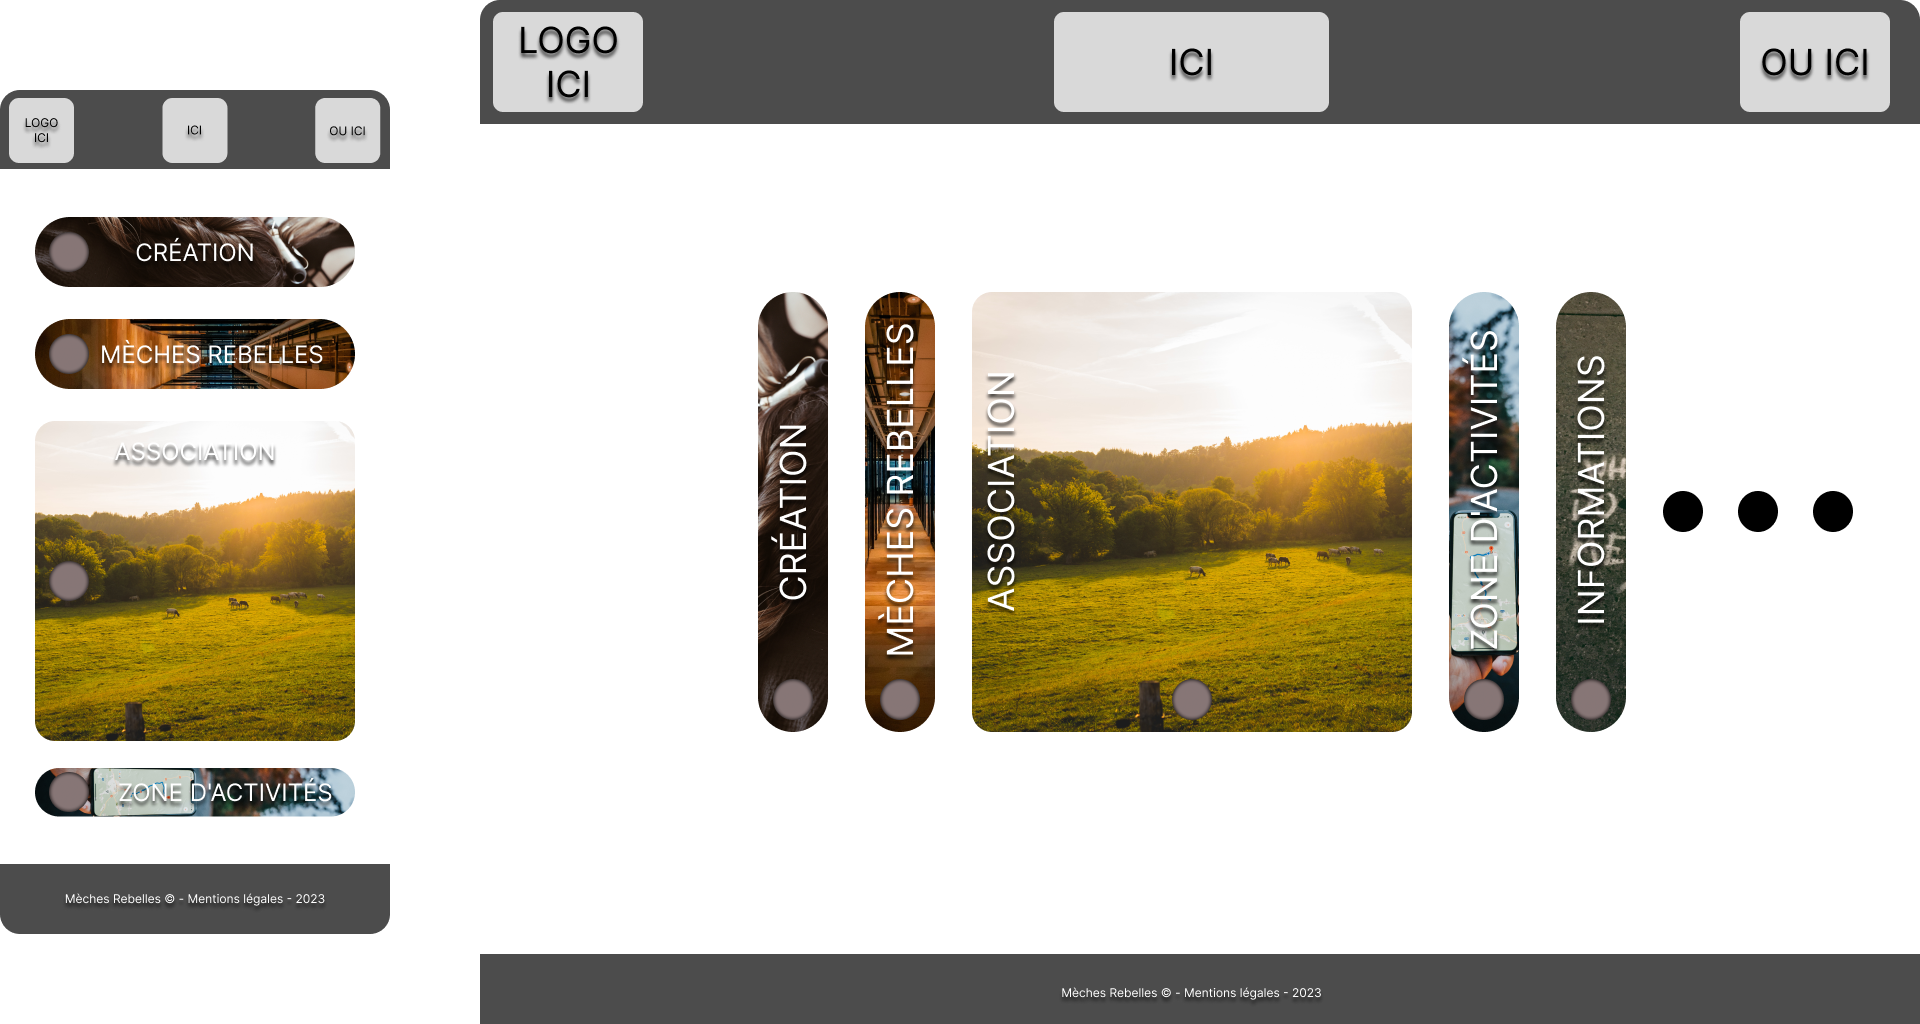 LOGO
ICI
ICI
OU ICI
CRÉATION
MÈCHES REBELLES
ASSOCIATION
ZONE D'ACTIVITÉS
Mèches Rebelles © - Mentions légales - 2023
LOGO
ICI
ICI
OU ICI
CRÉATION
MÈCHES REBELLES
ASSOCIATION
ZONE D'ACTIVITÉS
INFORMATIONS
Mèches Rebelles © - Mentions légales - 2023